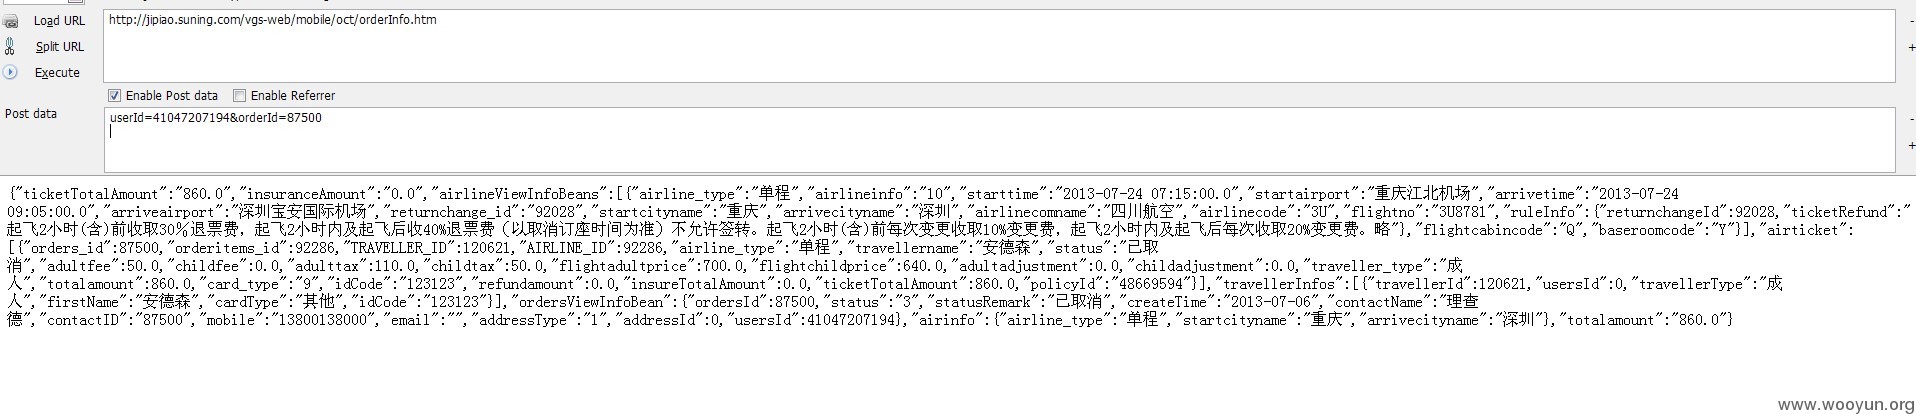 Load URL
http://jipiao.suning.com/vgs-web/mobile/oct/orderInfo.htm
Split URL
Execute
Enable Post data Enable Referrer
Post data
userId=41047207194&orderId=87500
{"ticketTotalAmount":"860.0","insuranceAmount":"0.0","airlineViewInfoBeans":[{"airline_type":"单程","airlineinfo":"10","starttime":"2013-07-24 07:15:00.0","startairport":"重庆江北机场","arrivetime":"2013-07-24
09:05:00.0","arriveairport":"深圳宝安国际机场","returnchange_id":"92028","startcityname":"重庆","arrivecityname":"深圳","airlinecomname":"四川航空","airlinecode":"3U","flightno":"3U8781","ruleInfo":{"returnchangeId":92028,"ticketRefund":"
起飞2小时(含)前收取30%退票费，起飞2小时内及起飞后收40%退票费（以取消订座时间为准）不允许签转。起飞2小时(含)前每次变更收取10%变更费，起飞2小时内及起飞后每次收取20%变更费。略"},"flightcabincode":"Q","baseroomcode":"Y"}],"airticket":
[{"orders_id":87500,"orderitems_id":92286,"TRAVELLER_ID":120621,"AIRLINE_ID":92286,"airline_type":"单程","travellername":"安德森","status":"已取
消","adultfee":50.0,"childfee":0.0,"adulttax":110.0,"childtax":50.0,"flightadultprice":700.0,"flightchildprice":640.0,"adultadjustment":0.0,"childadjustment":0.0,"traveller_type":"成
人","totalamount":860.0,"card_type":"9","idCode":"123123","refundamount":0.0,"insureTotalAmount":0.0,"ticketTotalAmount":860.0,"policyId":"48669594"}],"travellerInfos":[{"travellerId":120621,"usersId":0,"travellerType":"成
人","firstName":"安德森","cardType":"其他","idCode":"123123"}],"ordersViewInfoBean":{"ordersId":87500,"status":"3","statusRemark":"已取消","createTime":"2013-07-06","contactName":"理查
德","contactID":"87500","mobile":"13800138000","email":"","addressType":"1","addressId":0,"usersId":41047207194},"airinfo":{"airline_type":"单程","startcityname":"重庆","arrivecityname":"深圳"},"totalamount":"860.0"}
www.wooyun.org